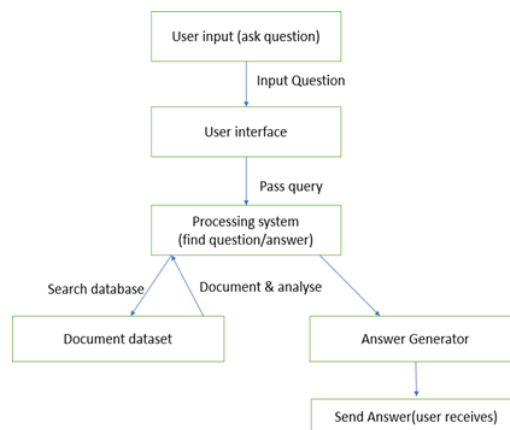 User input (ask question)
Input Question
User interface
Pass query
Processing system
(find question/answer)
Search database
Document & analyse
Document dataset
Answer Generator
Send Answer(user receives)